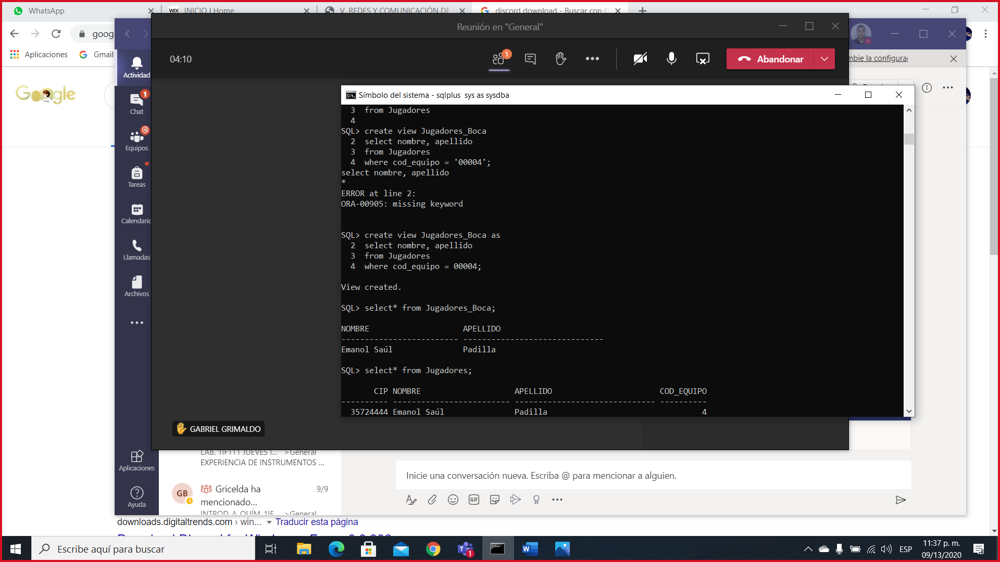 WhatsApp
WIX INICIO | Home
V. REDES Y COMUNICACIÓN DE
discord download - Buscar con G
goog
Aplicaciones
Gmail
Google
Reunión en "General"
04:10
1
Abandonar
mbie la configurac
Actividad
1
Chat
@
Equipos
Tareas
Calendario
Llamadas
Archivos
Aplicaciones
Ayuda
C:\. Símbolo del sistema - sqlplus  sys as sysdba
3  from Jugadores
4
SQL> create view Jugadores_Boca
2  select nombre, apellido
3  from Jugadores
4  where cod_equipo = '00004';
select nombre, apellido
*
ERROR at line 2:
ORA-00905: missing keyword
SQL> create view Jugadores_Boca as
2  select nombre, apellido
3  from Jugadores
4  where cod_equipo = 00004;
View created.
SQL> select* from Jugadores_Boca;
NOMBRE                    APELLIDO
------------------------- ------------------------------
Emanol Saúl               Padilla
SQL> select* from Jugadores;
CIP NOMBRE                    APELLIDO                       COD_EQUIPO
---------- ------------------------- ------------------------------ ----------
35724444 Emanol Saúl               Padilla                                 4
GABRIEL GRIMALDO
LAB. 1IF111 JUEVES I... > General
EXPERIENCIA DE INSTRUMENTOS ...
GB
Gricelda ha
9/9
mencionado...
INTROD. A. QUÍM. 1IF... > General
Inicie una conversación nueva. Escriba @ para mencionar a alguien.
GIF
downloads.digitaltrends.com › win... Traducir esta página
Escribe aquí para buscar
1
ESP
11:37 p. m.
09/13/2020